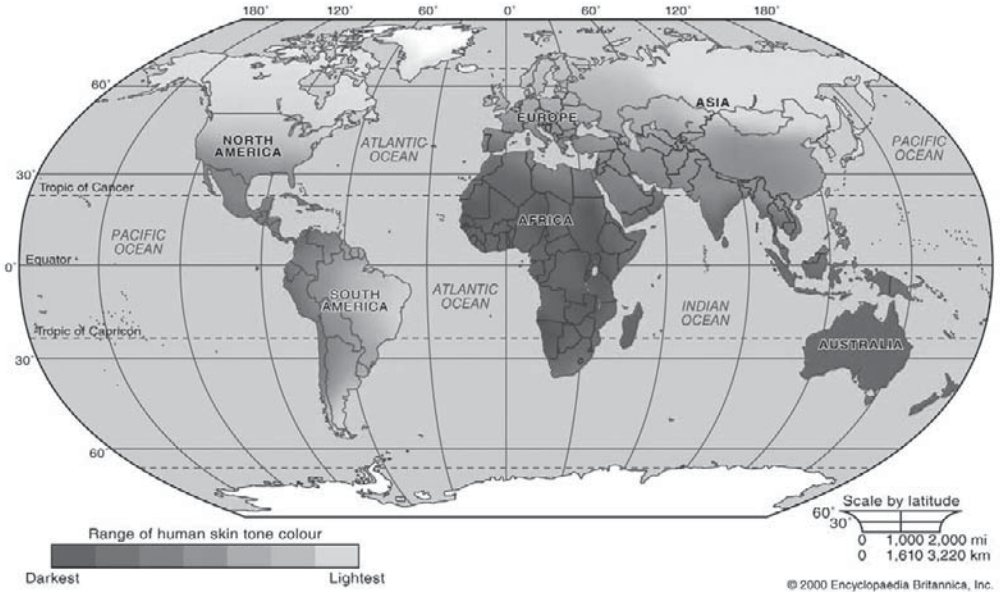 180° 120° 60° 0° 60° 120° 180°
60°
ASIA
EUROPE
NORTH
AMERICA
ATLANTIC
OCEAN
PACIFIC
OCEAN
30°
Tropic of Cancer
AFRICA
PACIFIC
OCEAN
Equator
0°
SOUTH
AMERICA
ATLANTIC
OCEAN
INDIAN
OCEAN
Tropic of Capricorn
AUSTRALIA
30°
60°
Range of human skin tone colour
Darkest Lightest
Scale by latitude
60°
30°
0 1,000 2,000 mi
0 1,610 3,220 km
© 2000 Encyclopaedia Britannica, Inc.